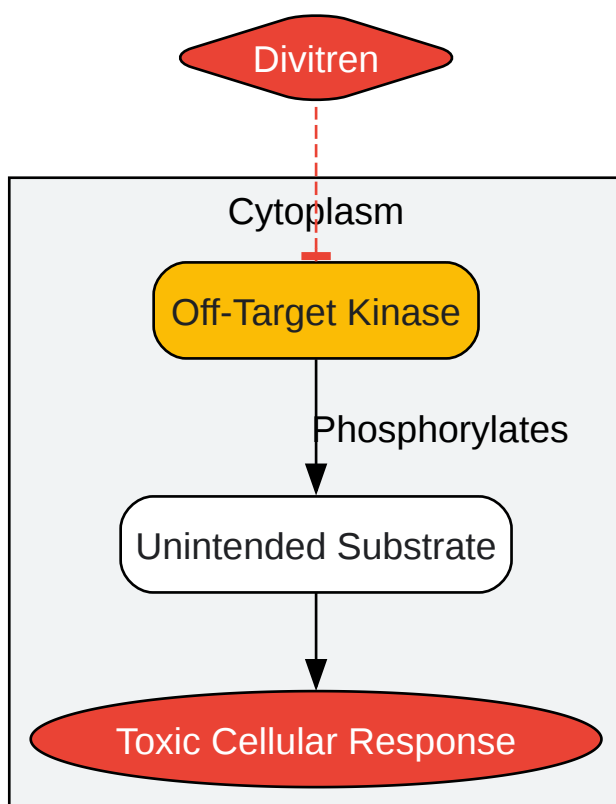 Divitren
Cytoplasm
Off-Target Kinase
Phosphorylates
Unintended Substrate
Toxic Cellular Response